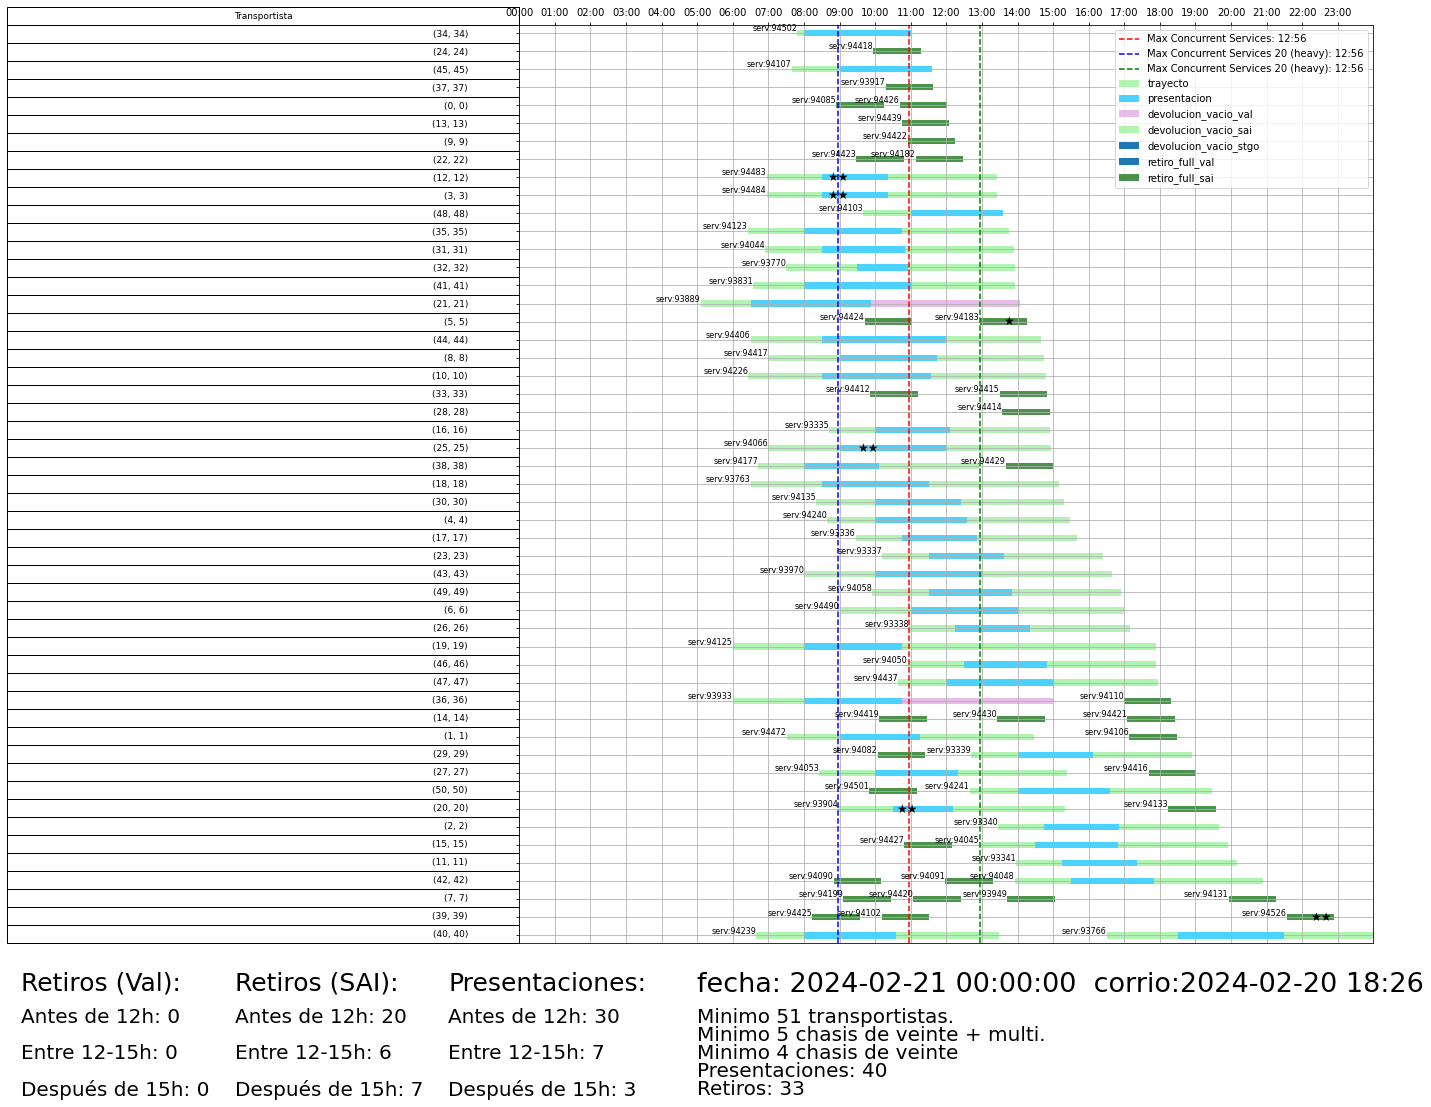 Transportista
00:00 01:00 02:00 03:00 04:00 05:00 06:00 07:00 08:00 09:00 10:00 11:00 12:00 13:00 14:00 15:00 16:00 17:00 18:00 19:00 20:00 21:00 22:00 23:00
Max Concurrent Services: 12:56
Max Concurrent Services 20 (heavy): 12:56
Max Concurrent Services 20 (heavy): 12:56
trayecto
presentacion
devolucion_vacio_val
devolucion_vacio_sai
devolucion_vacio_stgo
retiro_full_val
retiro_full_sai
(34, 34) serv:94502
(24, 24) serv:94418
(45, 45) serv:94107
(37, 37) serv:93917
(0, 0) serv:94085 serv:94426
(13, 13) serv:94439
(9, 9) serv:94422
(22, 22) serv:94423 serv:94182
(12, 12) serv:94483
(3, 3) serv:94484
(48, 48) serv:94103
(35, 35) serv:94123
(31, 31) serv:94044
(32, 32) serv:93770
(41, 41) serv:93831
(21, 21) serv:93889
(5, 5) serv:94424 serv:94183
(44, 44) serv:94406
(8, 8) serv:94417
(10, 10) serv:94226
(33, 33) serv:94412 serv:94415
(28, 28) serv:94414
(16, 16) serv:93335
(25, 25) serv:94066
(38, 38) serv:94177 serv:94429
(18, 18) serv:93763
(30, 30) serv:94135
(4, 4) serv:94240
(17, 17) serv:93336
(23, 23) serv:93337
(43, 43) serv:93970
(49, 49) serv:94058
(6, 6) serv:94490
(26, 26) serv:93338
(19, 19) serv:94125
(46, 46) serv:94050
(47, 47) serv:94437
(36, 36) serv:93933 serv:94110
(14, 14) serv:94419 serv:94430 serv:94421
(1, 1) serv:94472 serv:94106
(29, 29) serv:94082 serv:93339
(27, 27) serv:94053 serv:94416
(50, 50) serv:94501 serv:94241
(20, 20) serv:93904 serv:94133
(2, 2) serv:93340
(15, 15) serv:94427 serv:94045
(11, 11) serv:93341
(42, 42) serv:94090 serv:94091 serv:94048
(7, 7) serv:94199 serv:94420 serv:93949 serv:94131
(39, 39) serv:94425 serv:94102 serv:94526
(40, 40) serv:94239 serv:93766
Retiros (Val):
Antes de 12h: 0
Entre 12-15h: 0
Después de 15h: 0
Retiros (SAI):
Antes de 12h: 20
Entre 12-15h: 6
Después de 15h: 7
Presentaciones:
Antes de 12h: 30
Entre 12-15h: 7
Después de 15h: 3
fecha: 2024-02-21 00:00:00 corrio:2024-02-20 18:26
Minimo 51 transportistas.
Minimo 5 chasis de veinte + multi.
Minimo 4 chasis de veinte
Presentaciones: 40
Retiros: 33